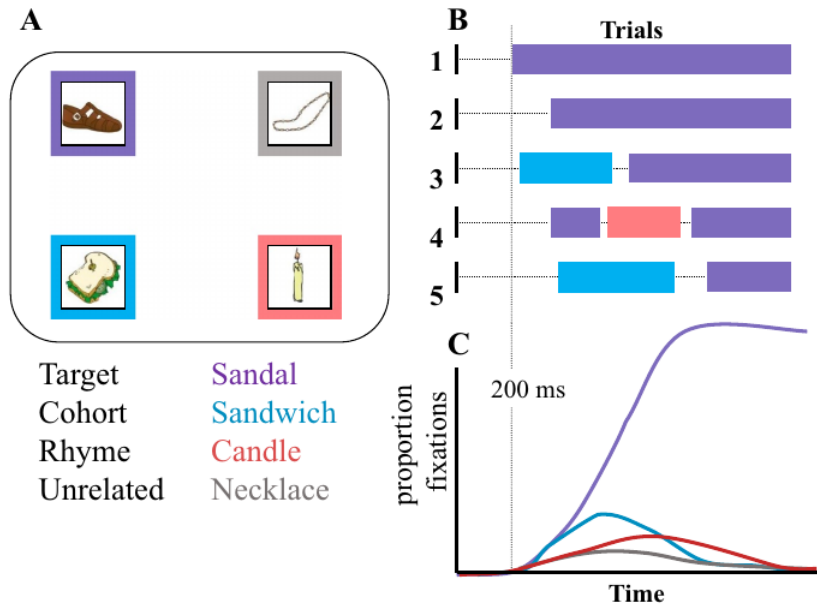 A
Target Sandal
Cohort Sandwich
Rhyme Candle
Unrelated Necklace
B
Trials
1
2
3
4
5
C
200 ms
proportion
fixations
Time